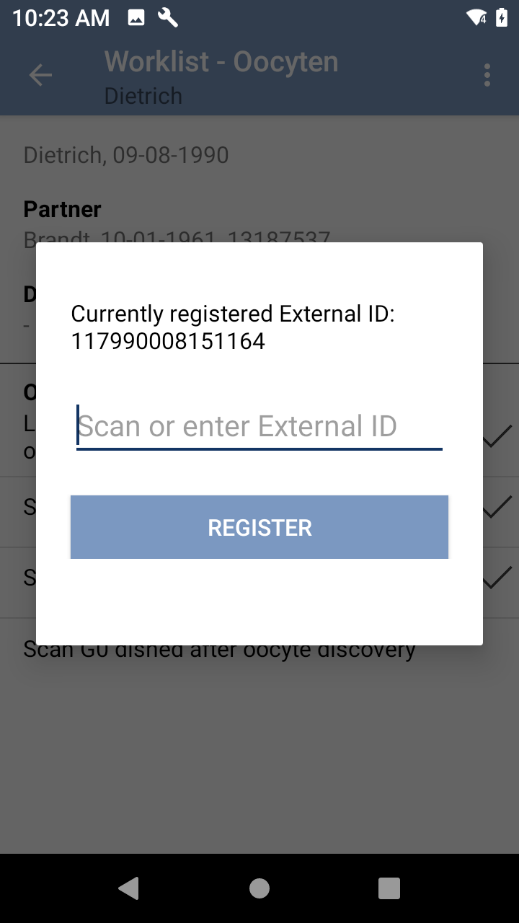 10:23 AM
Worklist - Oocyten
Dietrich
Dietrich, 09-08-1990
Partner
Brandt, 10-01-1961, 13187537
D
-
Currently registered External ID:
117990008151164
O
L
o
Scan or enter External ID
S
REGISTER
S
Scan G0 dished after oocyte discovery